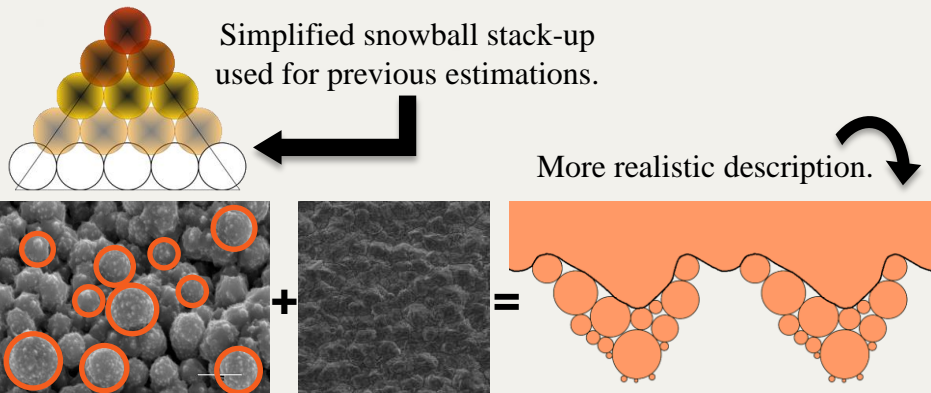 Simplified snowball stack-up
used for previous estimations.
More realistic description.
+
=